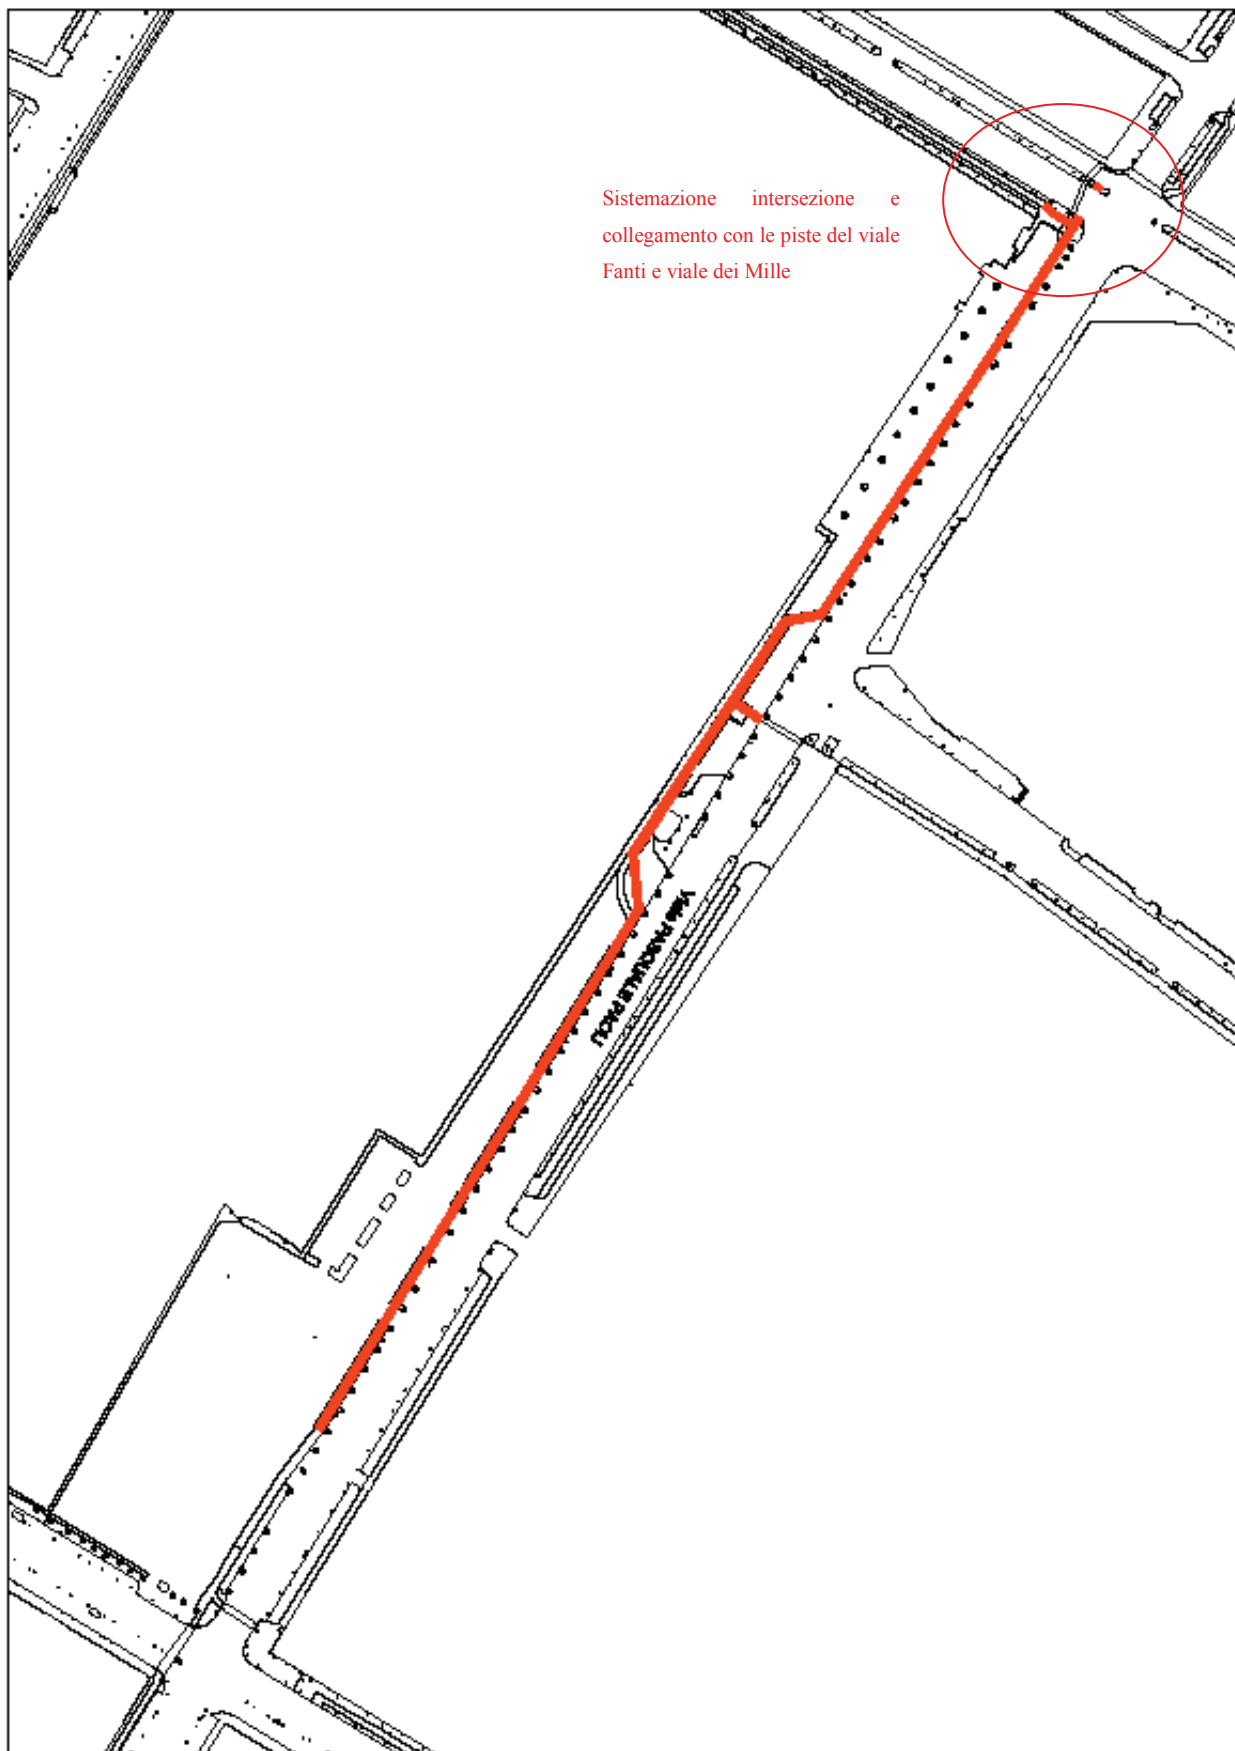 Sistemazione intersezione e
collegamento con le piste del viale
Fanti e viale dei Mille
Viale PASQUALE PAOLI